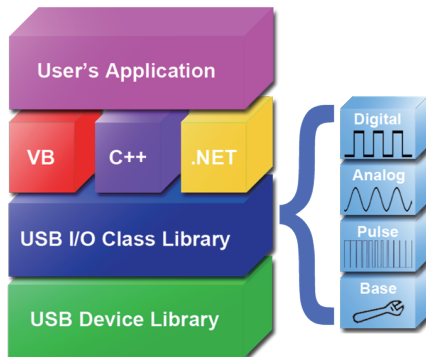 User's Application
VB
C++
.NET
USB I/O Class Library
USB Device Library
Digital
Analog
Pulse
Base